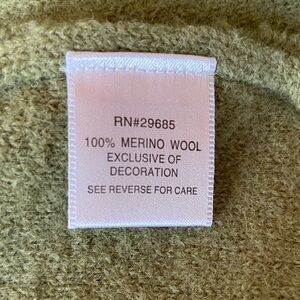 RN#29685
100% MERINO WOOL
EXCLUSIVE OF
DECORATION
SEE REVERSE FOR CARE